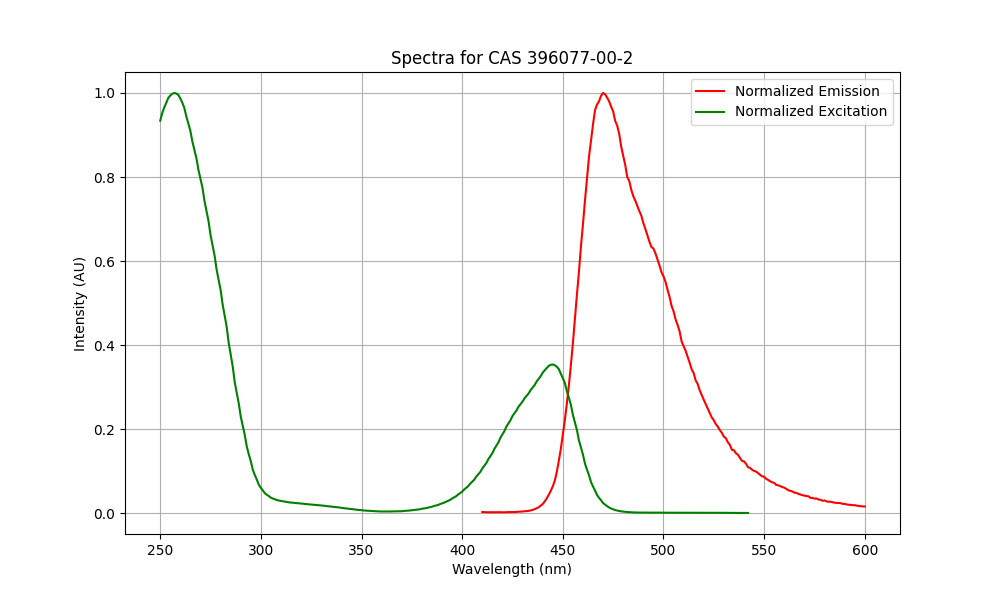 Spectra for CAS 396077-00-2
Normalized Emission
Normalized Excitation
Intensity (AU)
1.0
0.8
0.6
0.4
0.2
0.0
250 300 350 400 450 500 550 600
Wavelength (nm)